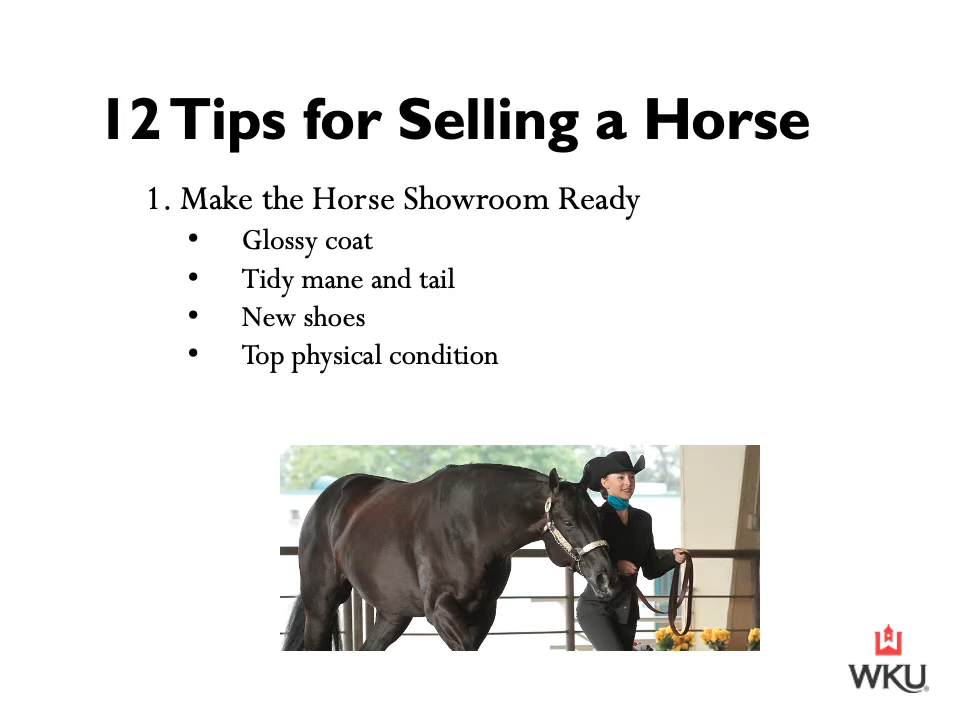 12 Tips for Selling a Horse
1. Make the Horse Showroom Ready
• Glossy coat
• Tidy mane and tail
• New shoes
• Top physical condition
WKU®